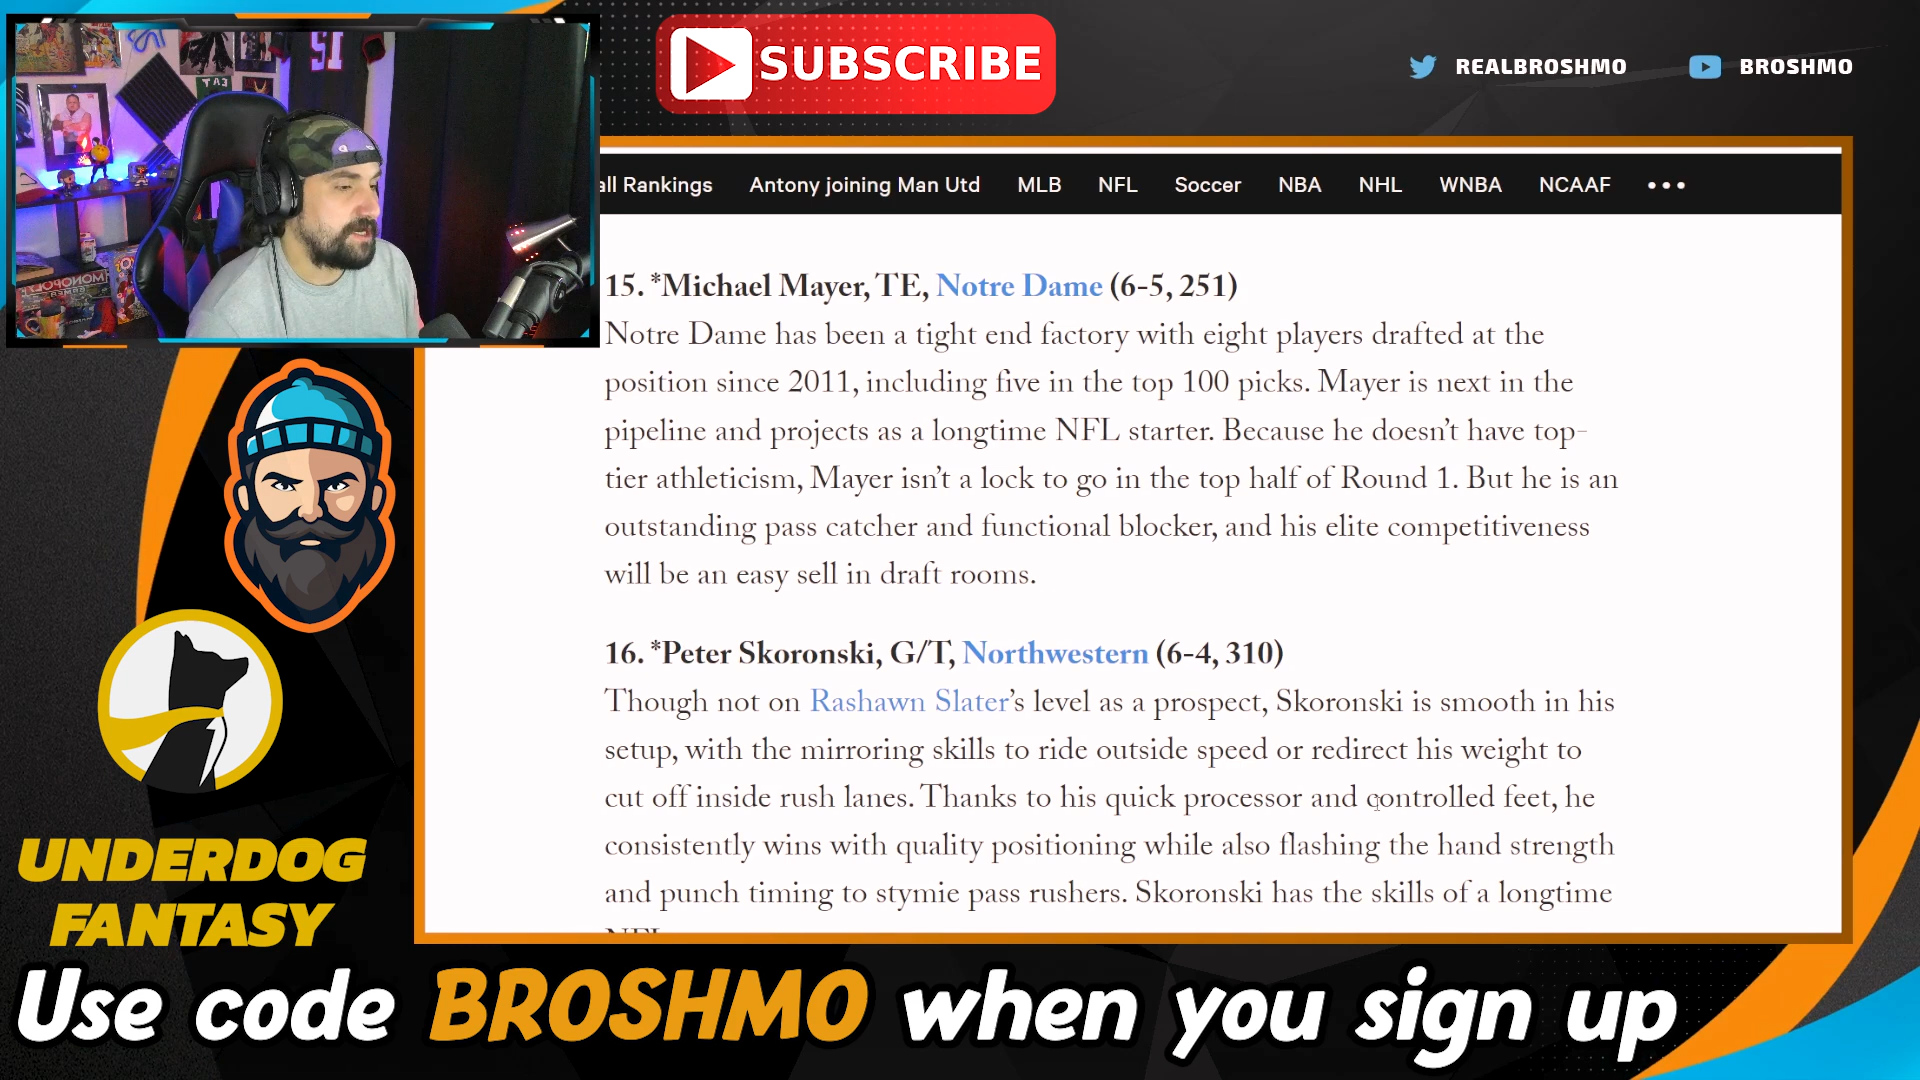 SUBSCRIBE
REALBROSHMO
BROSHMO
all Rankings Antony joining Man Utd MLB NFL Soccer NBA NHL WNBA NCAAF •••
15. *Michael Mayer, TE, Notre Dame (6-5, 251)
Notre Dame has been a tight end factory with eight players drafted at the
position since 2011, including five in the top 100 picks. Mayer is next in the
pipeline and projects as a longtime NFL starter. Because he doesn’t have top-
tier athleticism, Mayer isn’t a lock to go in the top half of Round 1. But he is an
outstanding pass catcher and functional blocker, and his elite competitiveness
will be an easy sell in draft rooms.
16. *Peter Skoronski, G/T, Northwestern (6-4, 310)
Though not on Rashawn Slater’s level as a prospect, Skoronski is smooth in his
setup, with the mirroring skills to ride outside speed or redirect his weight to
cut off inside rush lanes. Thanks to his quick processor and controlled feet, he
consistently wins with quality positioning while also flashing the hand strength
and punch timing to stymie pass rushers. Skoronski has the skills of a longtime
NFL
UNDERDOG
FANTASY
Use code BROSHMO when you sign up